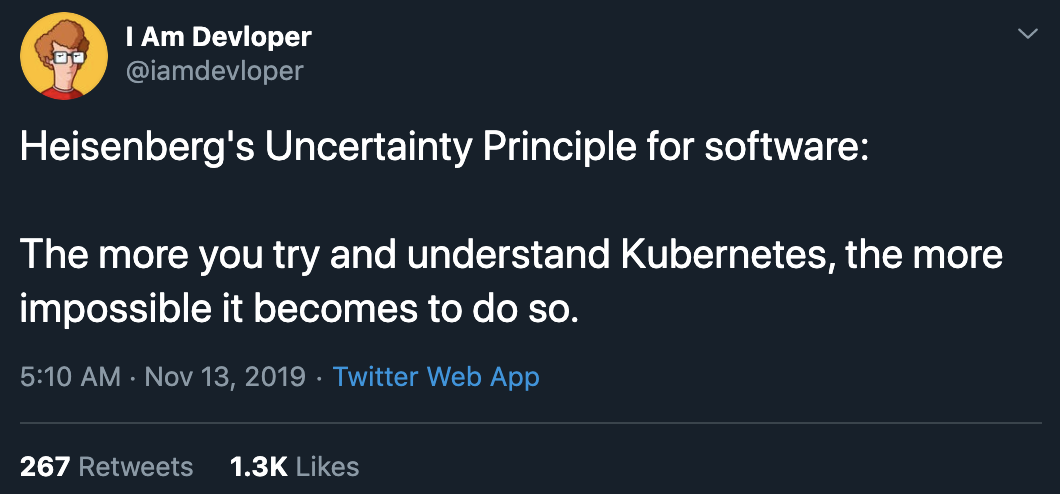 I Am Devloper
@iamdevloper
Heisenberg's Uncertainty Principle for software:
The more you try and understand Kubernetes, the more
impossible it becomes to do so.
5:10 AM · Nov 13, 2019 · Twitter Web App
267 Retweets 1.3K Likes